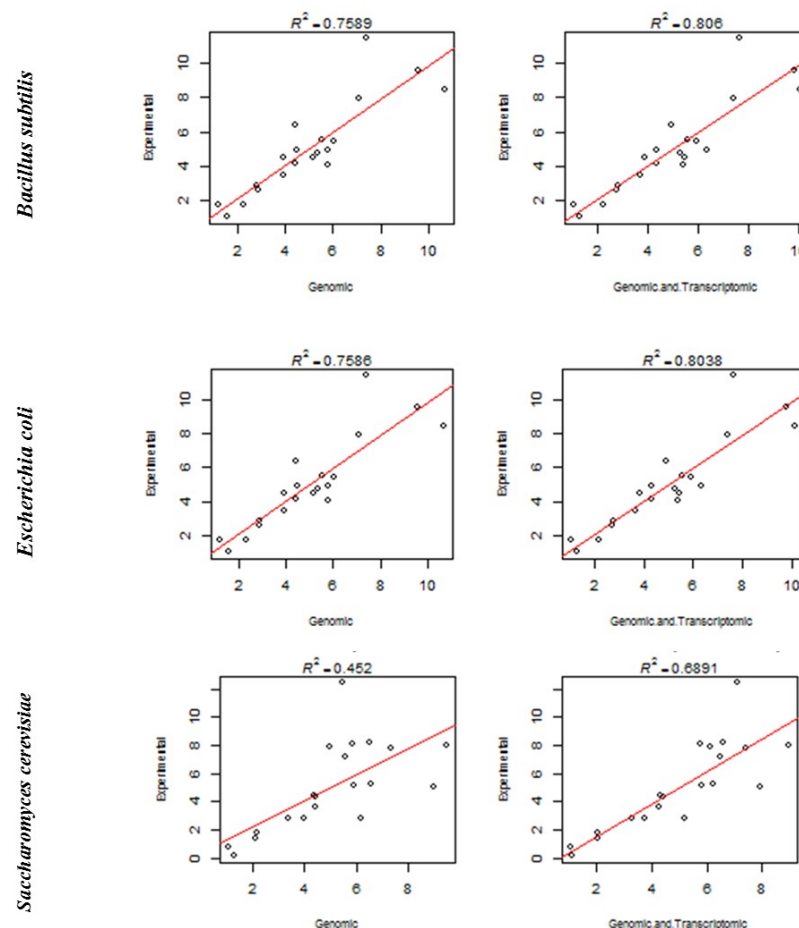 Bacillus subtilis
R² = 0.7589
Experimental
10
8
6
4
2
2 4 6 8 10
Genomic
R² = 0.806
Experimental
10
8
6
4
2
2 4 6 8 10
Genomic.and.Transcriptomic
Escherichia coli
R² = 0.7586
Experimental
10
8
6
4
2
2 4 6 8 10
Genomic
R² = 0.8038
Experimental
10
8
6
4
2
2 4 6 8 10
Genomic.and.Transcriptomic
Saccharomyces cerevisiae
R² = 0.452
Experimental
10
8
6
4
2
0
2 4 6 8
Genomic
R² = 0.6891
Experimental
10
8
6
4
2
0
2 4 6 8
Genomic.and.Transcriptomic